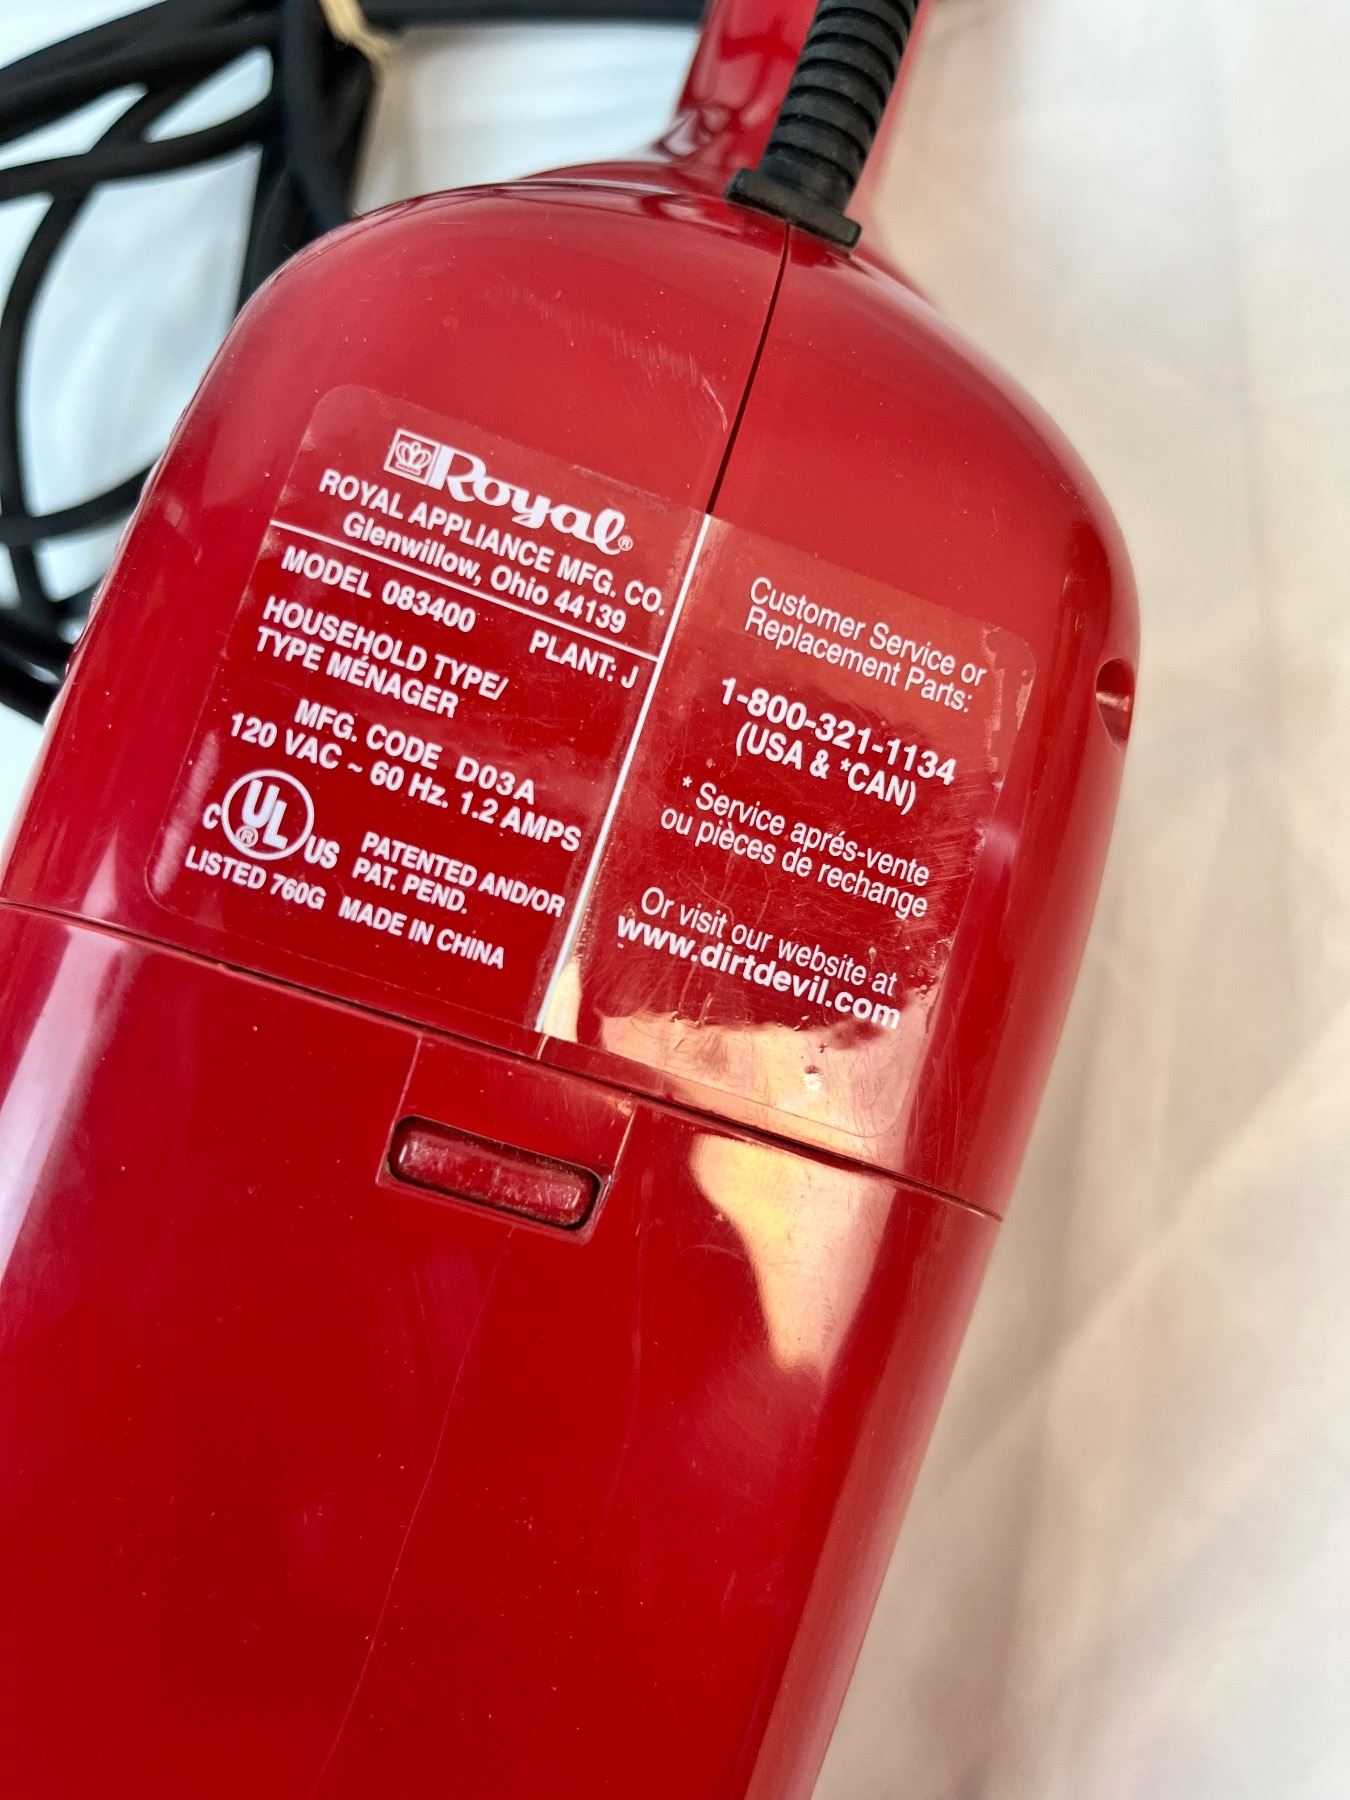 Royal®
ROYAL APPLIANCE MFG. CO.
Glenwillow, Ohio 44139
MODEL 083400 PLANT: J
HOUSEHOLD TYPE/
TYPE MÉNAGER
MFG. CODE D03A
120 VAC ~ 60 Hz. 1.2 AMPS
C UL® US
PATENTED AND/OR
PAT. PEND.
LISTED 760G MADE IN CHINA
Customer Service or
Replacement Parts:
1-800-321-1134
(USA & *CAN)
* Service aprés-vente
ou pièces de rechange
Or visit our website at
www.dirtdevil.com